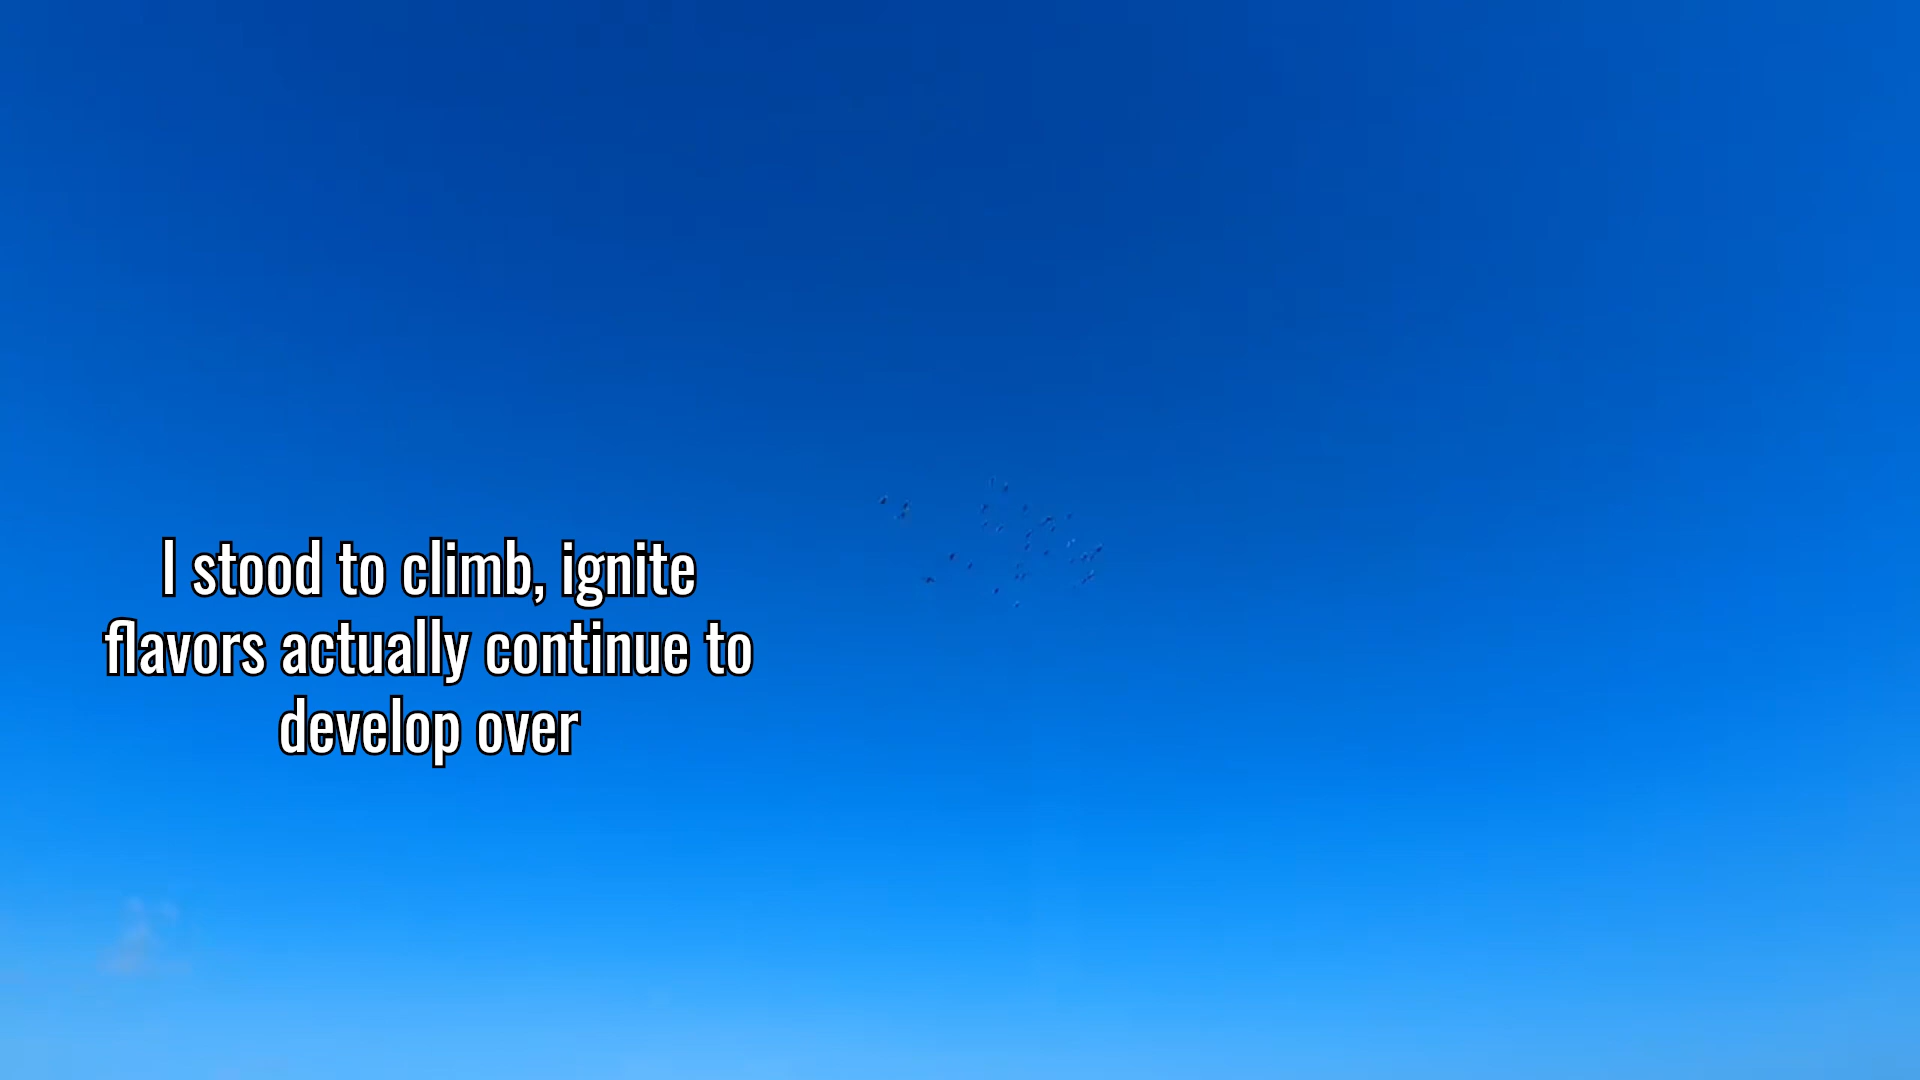 I stood to climb, ignite
flavors actually continue to
develop over